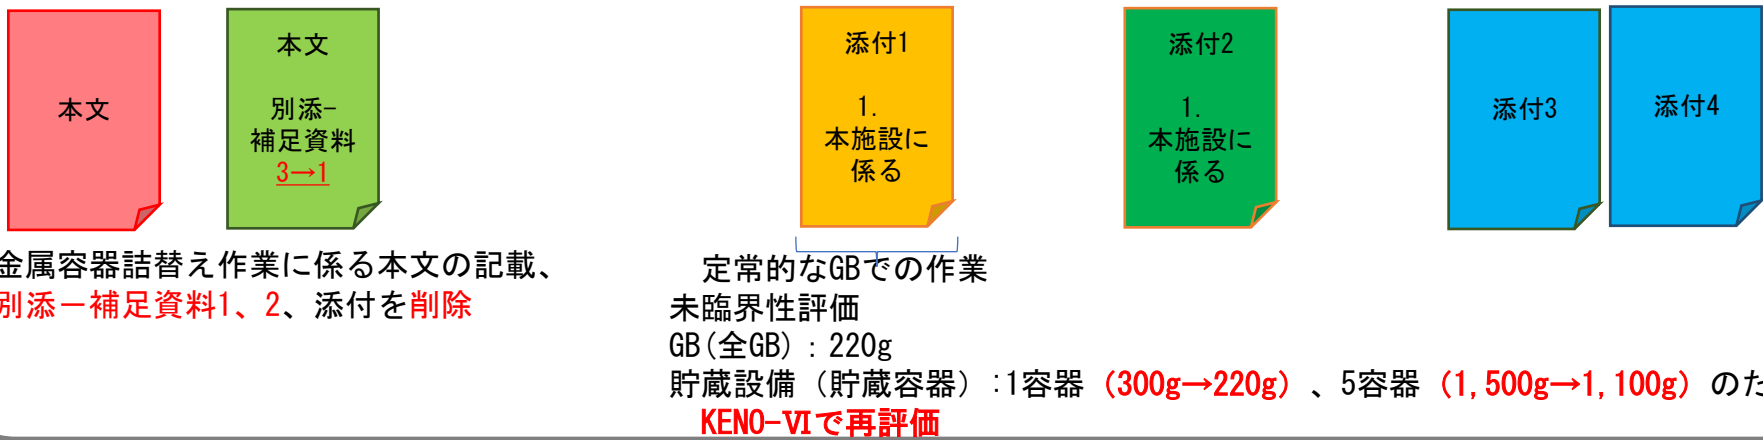 本文
本文
別添-
補足資料
3→1
添付1
1.
本施設に
係る
添付2
1.
本施設に
係る
添付3
添付4
金属容器詰替え作業に係る本文の記載、
別添－補足資料1、2、添付を削除
定常的なGBでの作業
未臨界性評価
GB(全GB)：220g
貯蔵設備（貯蔵容器）:1容器（300g→220g）、5容器（1,500g→1,100g）のた
KENO-Ⅵで再評価